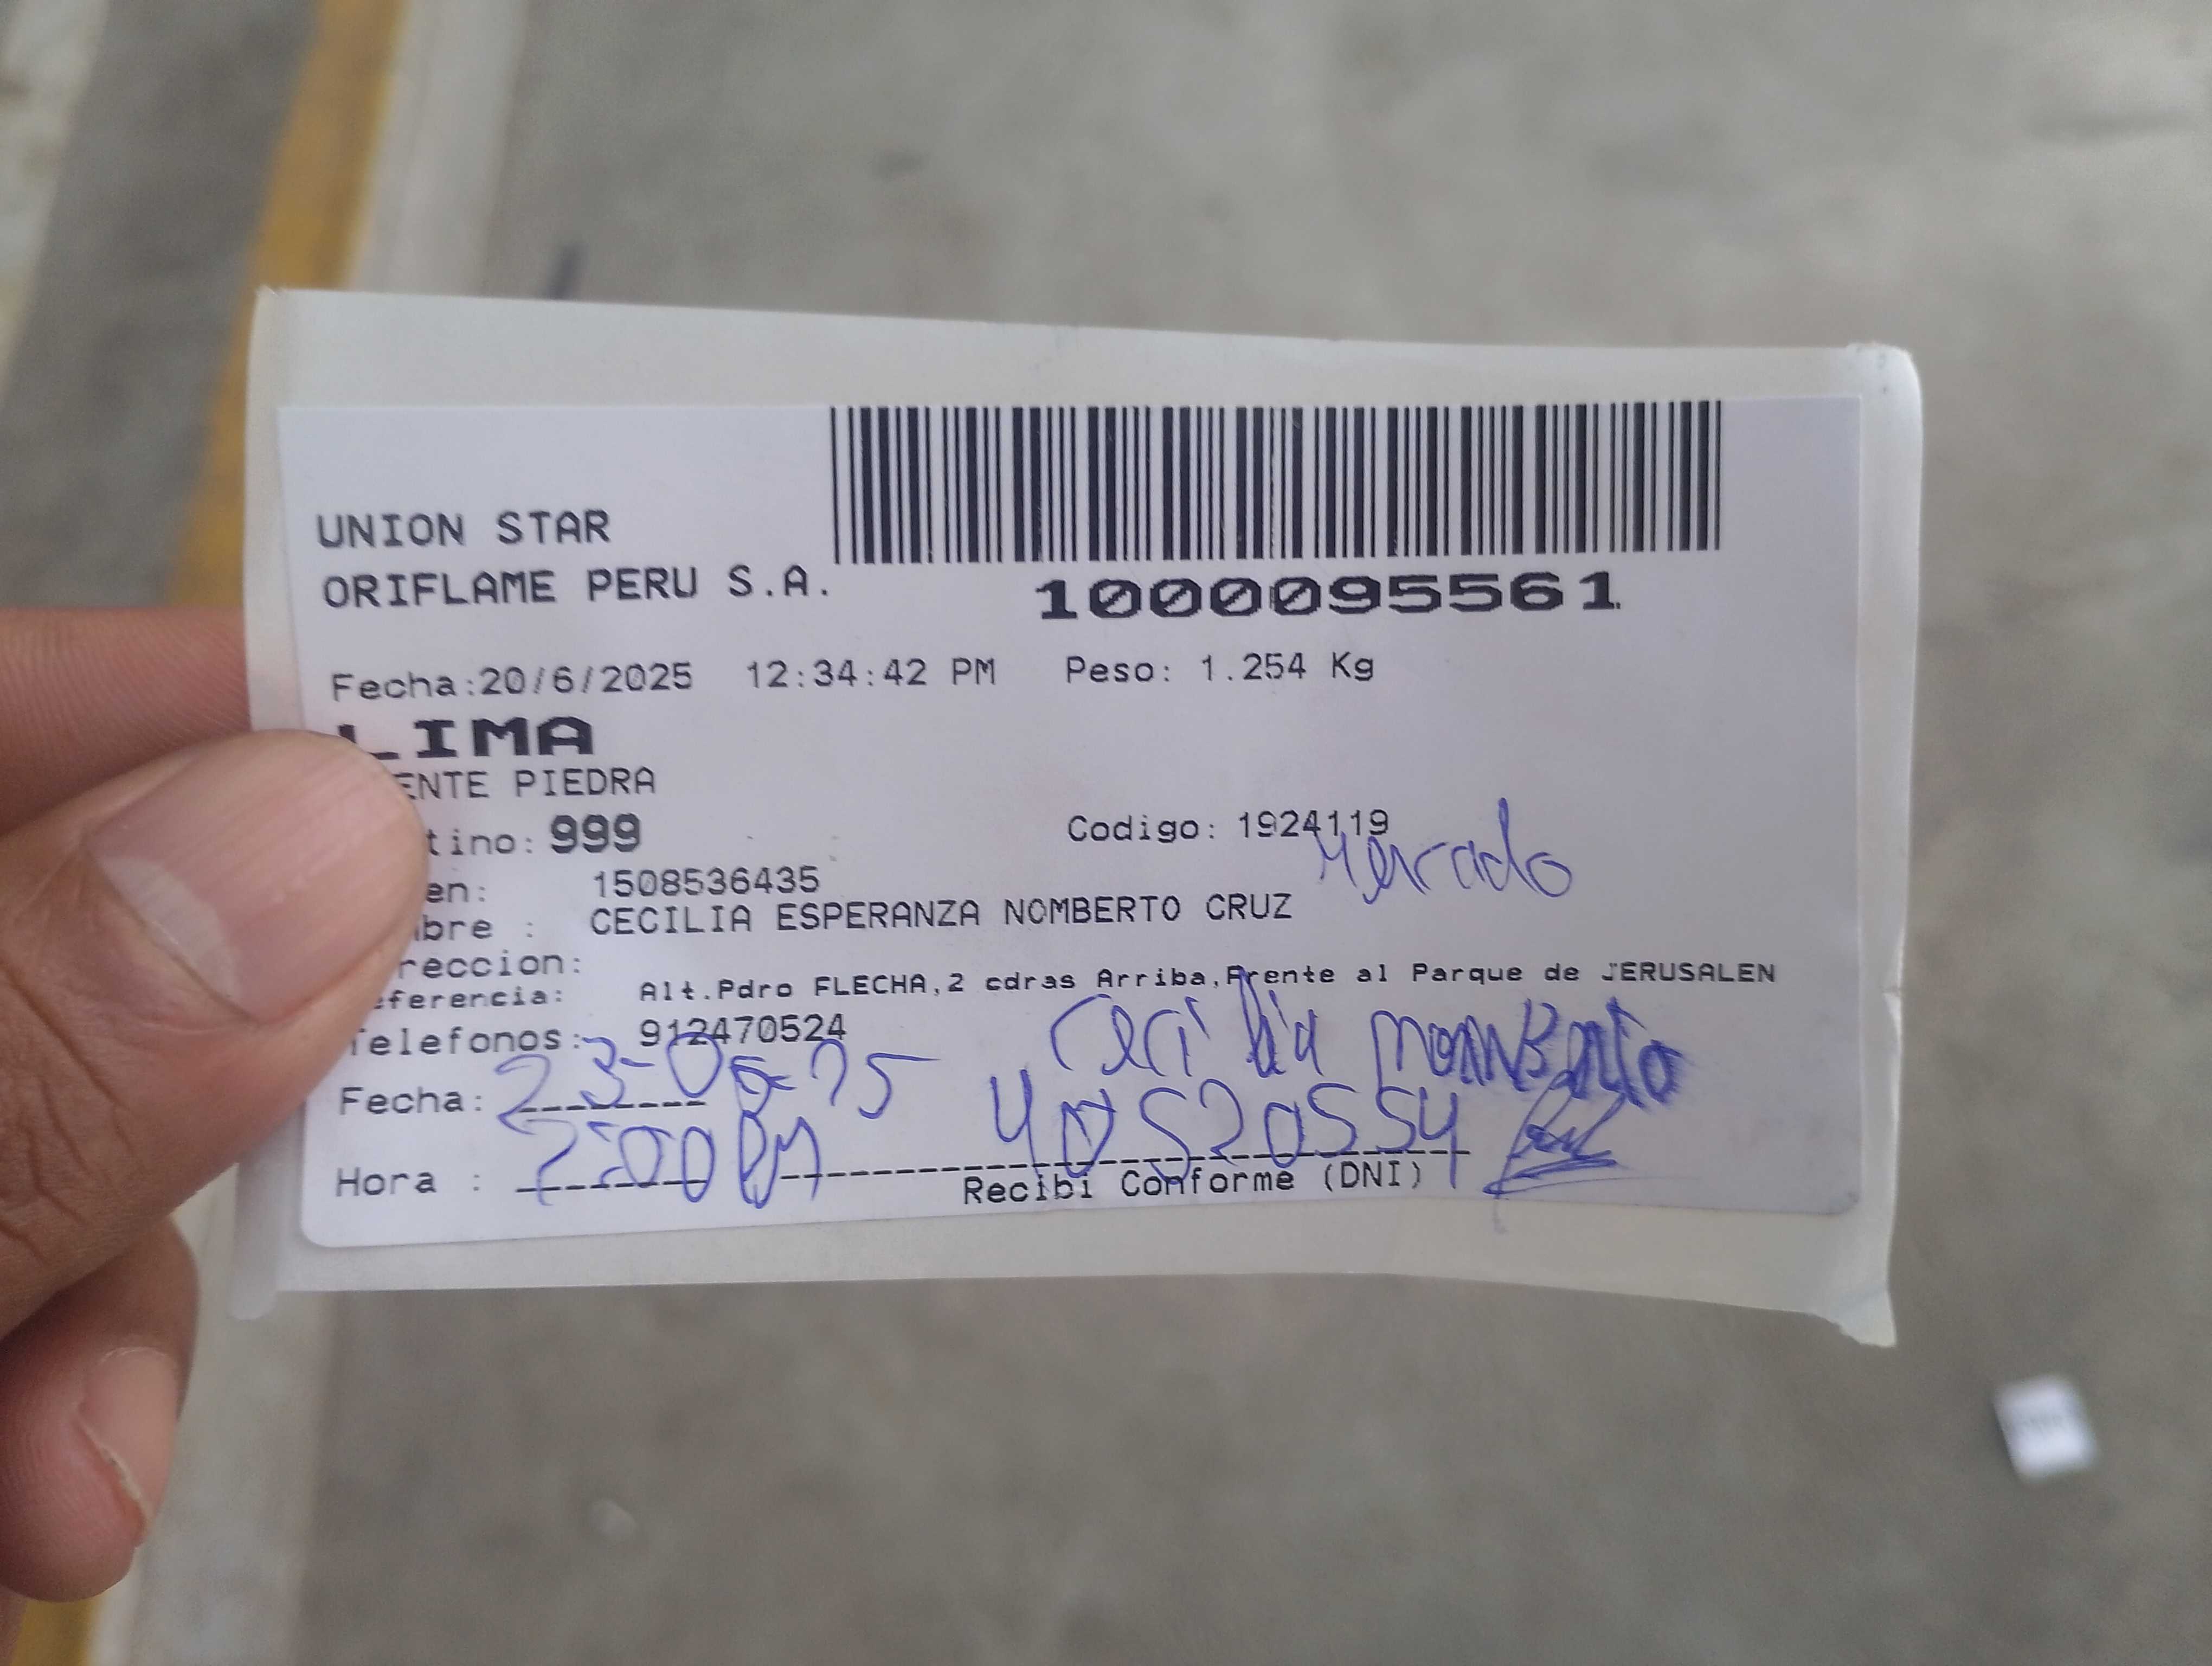 UNION STAR
ORIFLAME PERU S.A.
1000095561
Fecha:20/6/2025 12:34:42 PM Peso: 1.254 Kg
LIMA
ENTE PIEDRA
tino: 999 Codigo: 1924119
Mercado
en: 1508536435
bre : CECILIA ESPERANZA NOMBERTO CRUZ
reccion:
eferencia: Alt.Pdro FLECHA,2 cdras Arriba,Frente al Parque de JERUSALEN
Telefonos: 912470524
Cecilia Nomberto
Fecha: 23-06-25
40520554
Hora : 2:00 PM
Recibi Conforme (DNI)